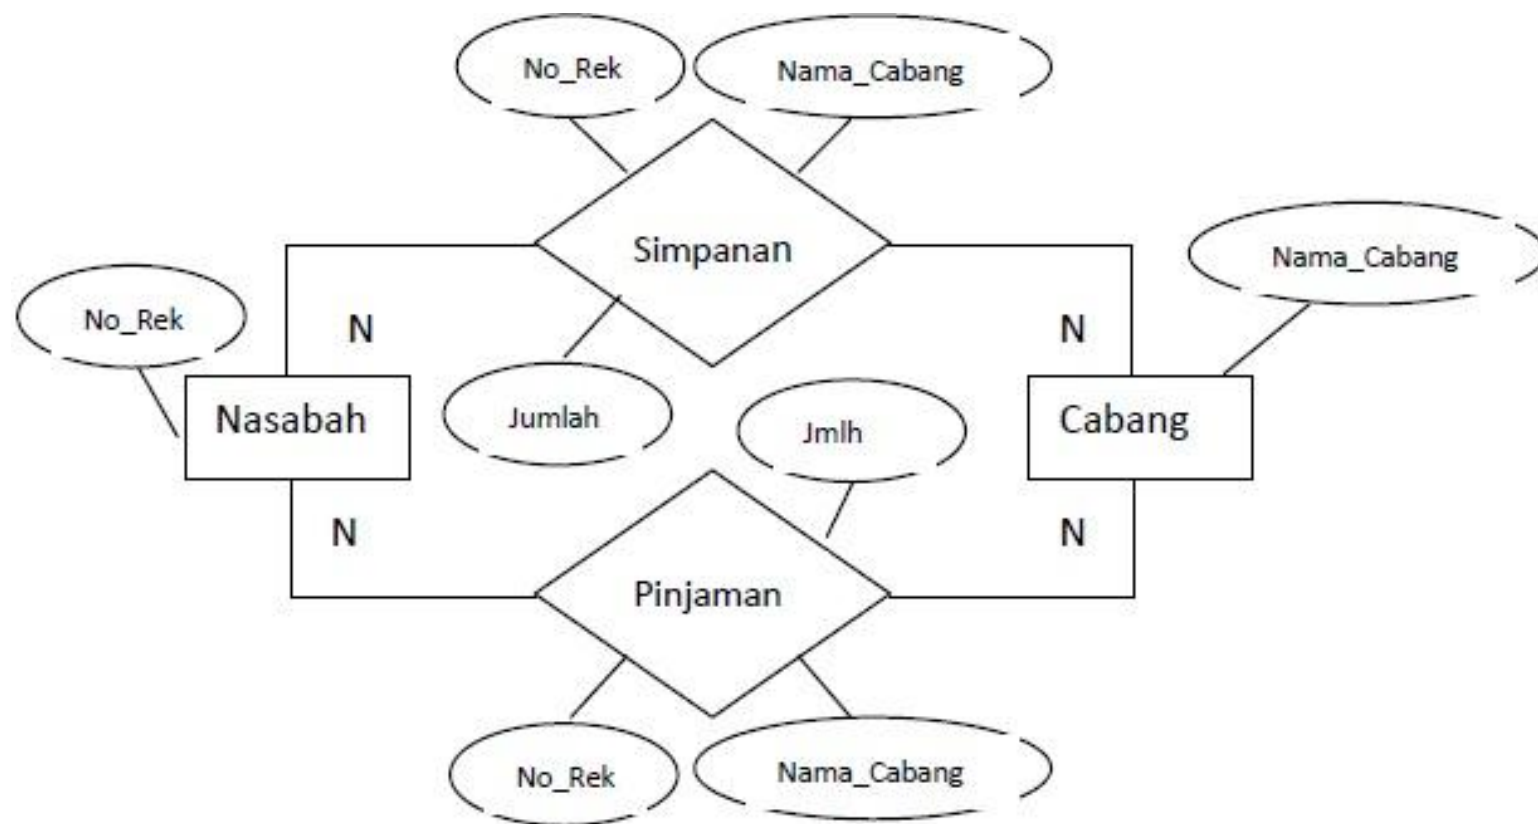 No_Rek
Nama_Cabang
Simpanan
Nama_Cabang
No_Rek
N
N
Nasabah
Jumlah
Jmlh
Cabang
N
N
Pinjaman
No_Rek
Nama_Cabang